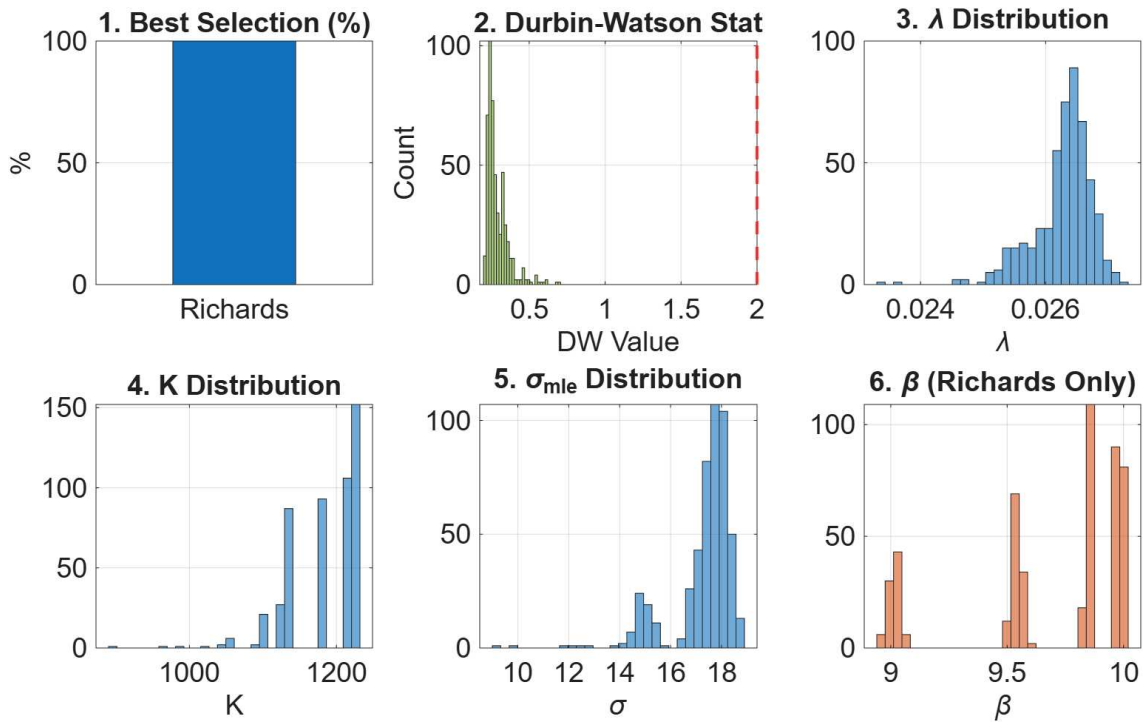 1. Best Selection (%)
100
50
0
%
Richards
2. Durbin-Watson Stat
100
50
0
Count
0.5 1 1.5 2
DW Value
3. λ Distribution
100
50
0
0.024 0.026
λ
4. K Distribution
150
100
50
0
1000 1200
K
5. σmle Distribution
100
50
0
10 12 14 16 18
σ
6. β (Richards Only)
100
50
0
9 9.5 10
β